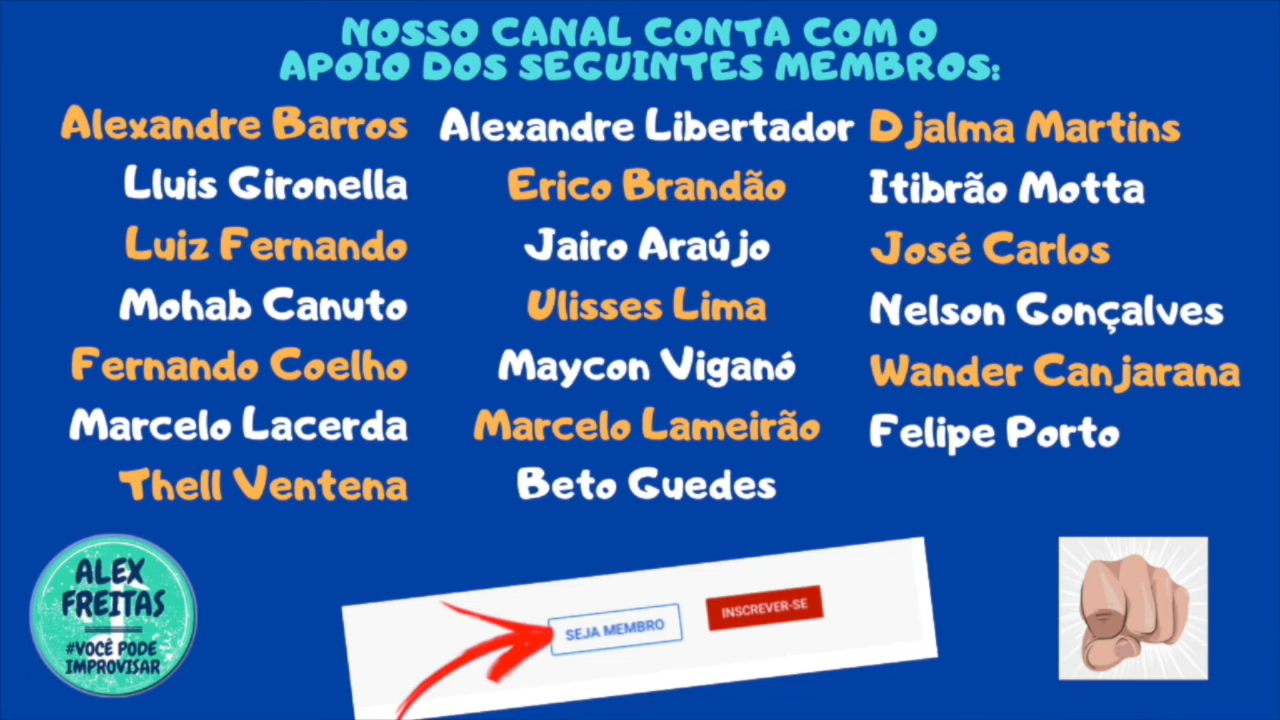 NOSSO CANAL CONTA COM O
APOIO DOS SEGUINTES MEMBROS:
Alexandre Barros
Lluis Gironella
Luiz Fernando
Mohab Canuto
Fernando Coelho
Marcelo Lacerda
Thell Ventena
Alexandre Libertador
Erico Brandão
Jairo Araújo
Ulisses Lima
Maycon Viganó
Marcelo Lameirão
Beto Guedes
Djalma Martins
Itibrão Motta
José Carlos
Nelson Gonçalves
Wander Canjarana
Felipe Porto
ALEX
FREITAS
#VOCÊ PODE
IMPROVISAR
SEJA MEMBRO
INSCREVER-SE